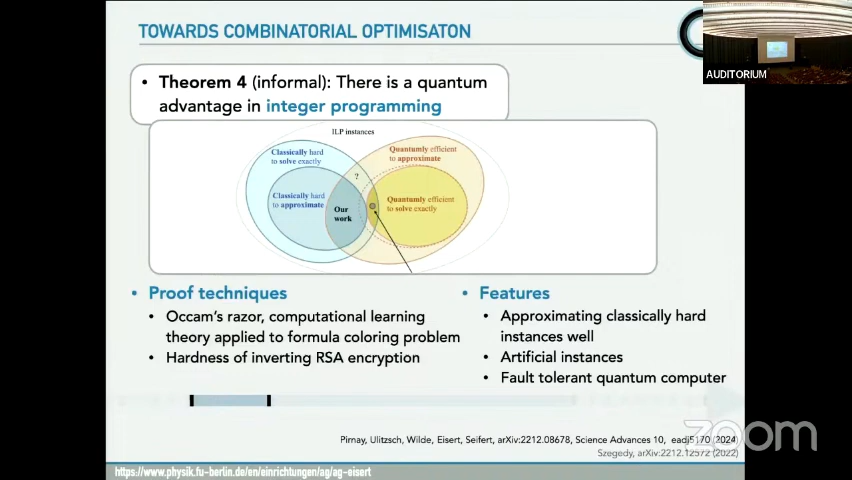 TOWARDS COMBINATORIAL OPTIMISATON
AUDITORIUM
• Theorem 4 (informal): There is a quantum
advantage in integer programming
ILP instances
Classically hard
to solve exactly
Quantumly efficient
to approximate
?
Classically hard
to approximate
Quantumly efficient
to solve exactly
Our
work
• Proof techniques
• Occam's razor, computational learning
theory applied to formula coloring problem
• Hardness of inverting RSA encryption
• Features
• Approximating classically hard
instances well
• Artificial instances
• Fault tolerant quantum computer
Pirnay, Ulitzsch, Wilde, Eisert, Seifert, arXiv:2212.08678, Science Advances 10, eadj5170 (2024)
Szegedy, arXiv:2212.12572 (2022)
zoom
https://www.physik.fu-berlin.de/en/einrichtungen/ag/ag-eisert